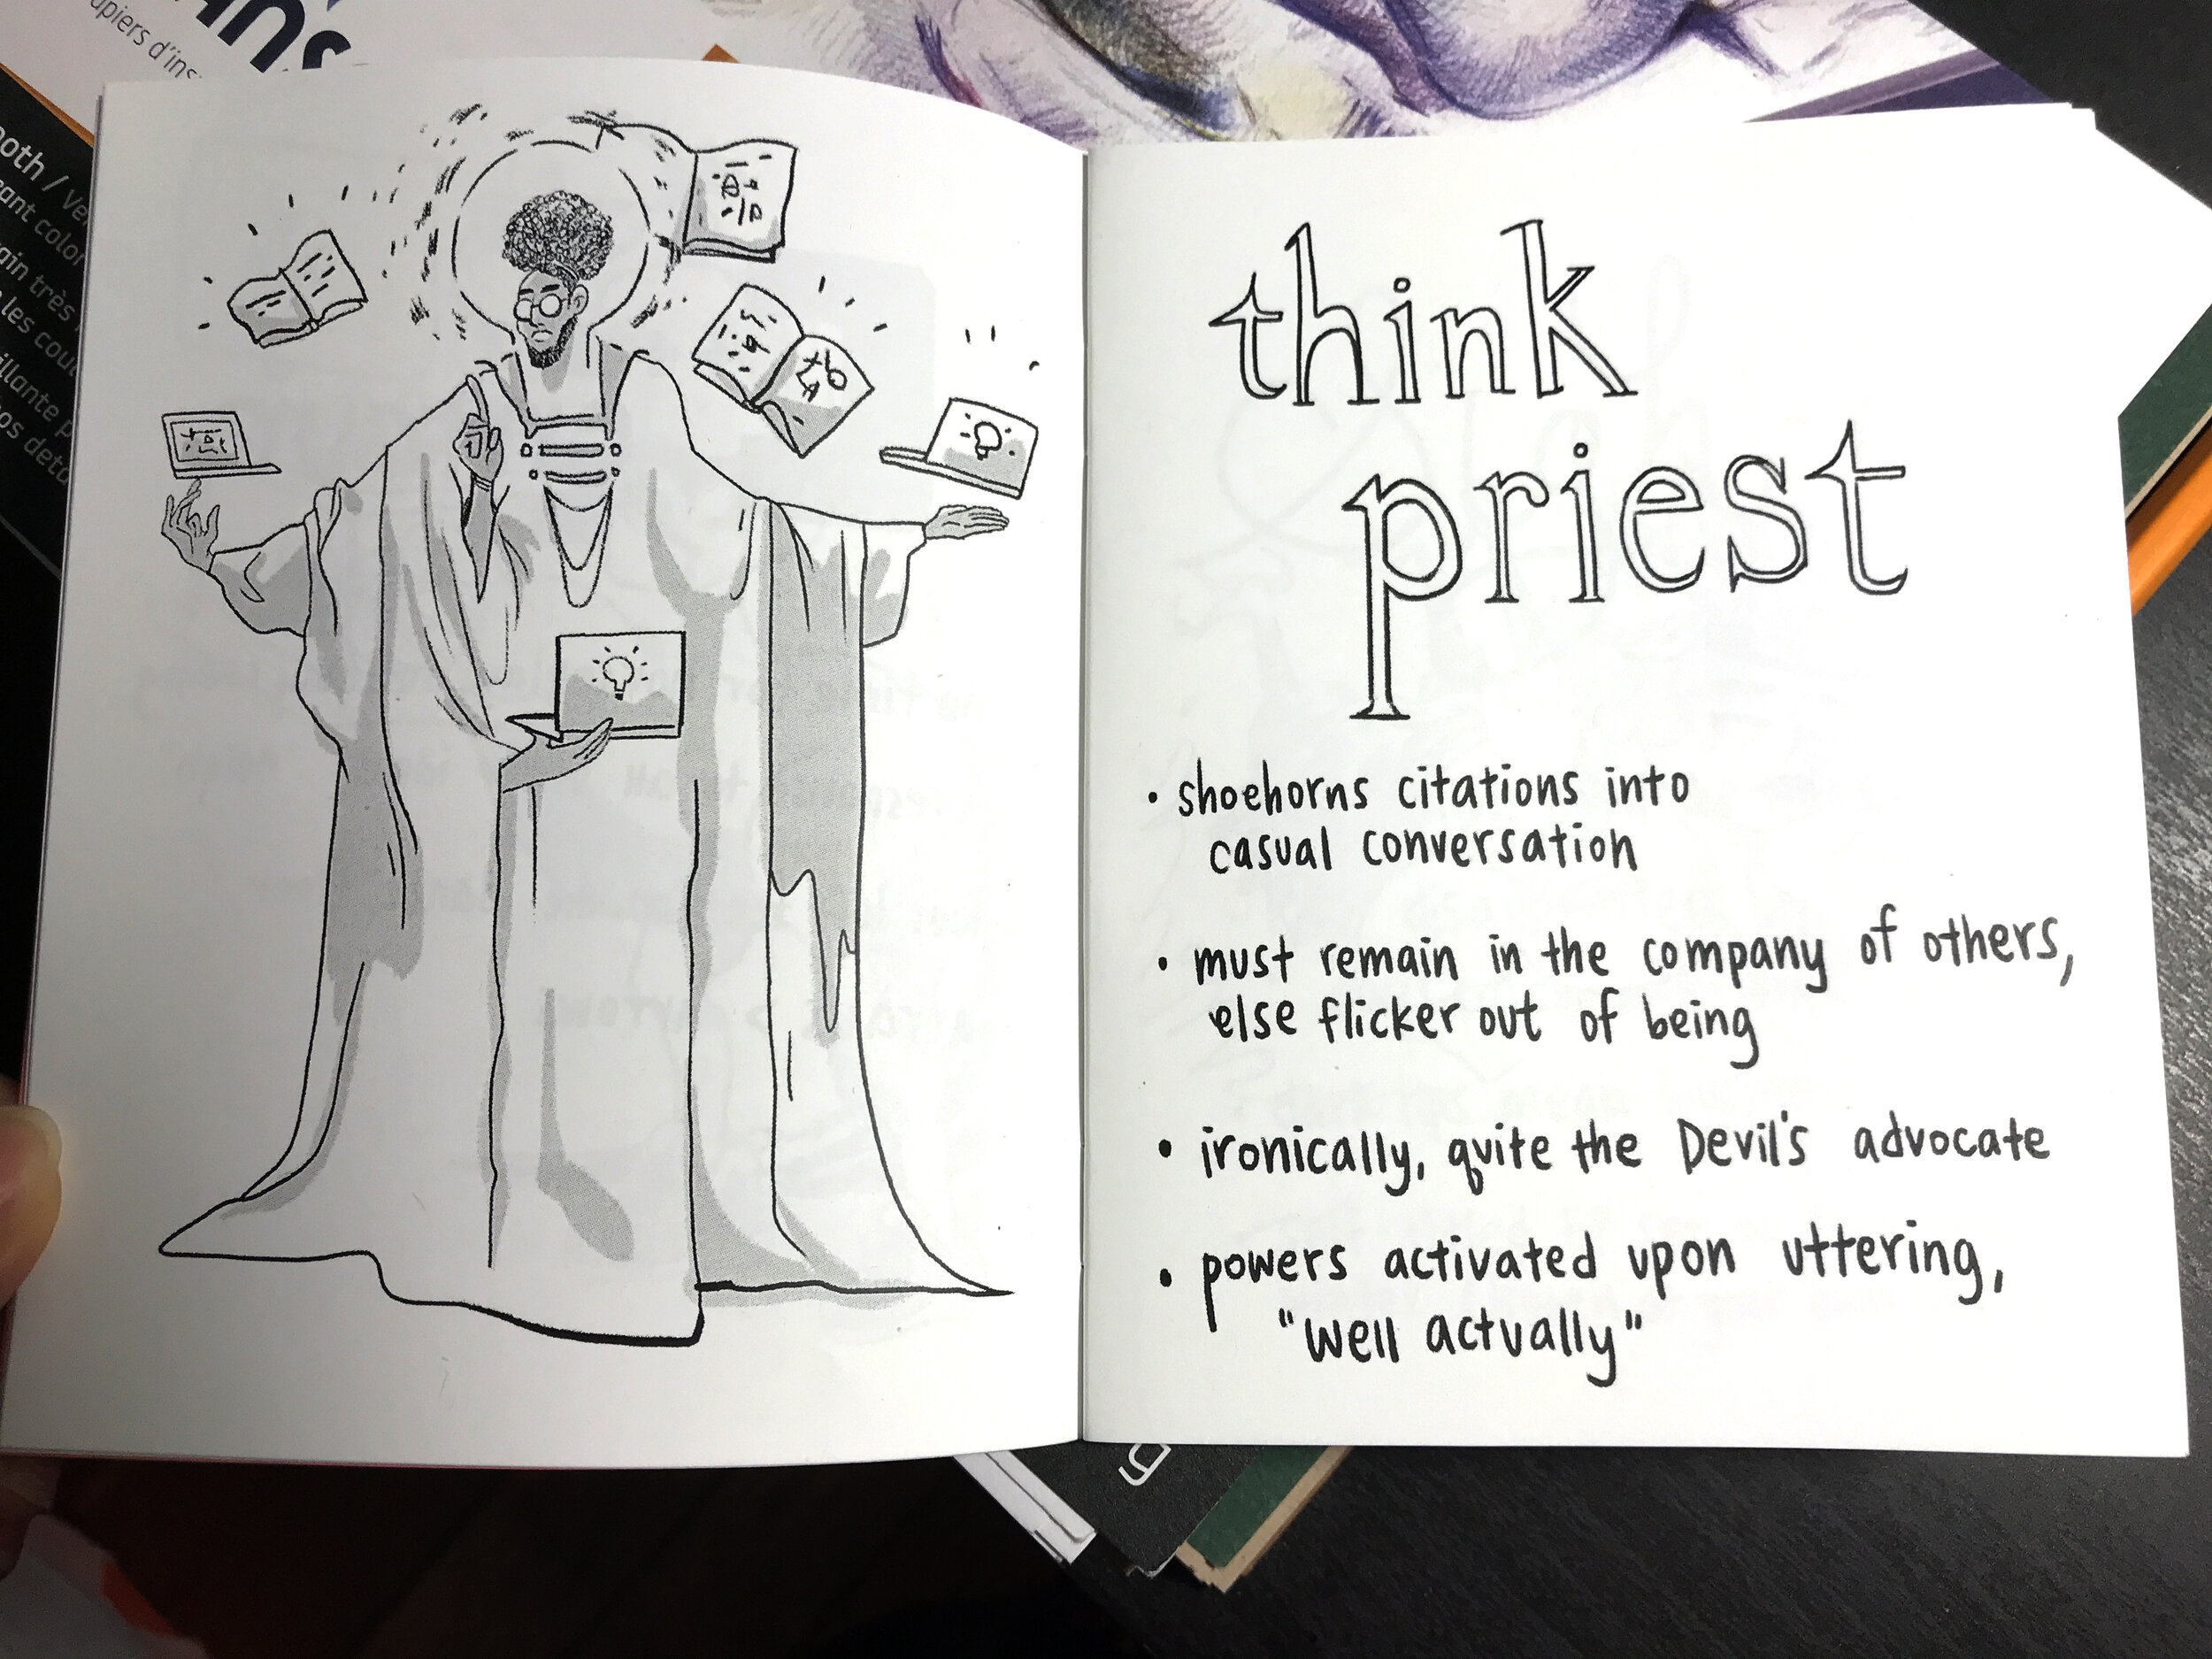 think
priest
• shoehorns citations into
casual conversation
• must remain in the company of others,
else flicker out of being
• ironically, quite the Devil's advocate
• powers activated upon uttering,
"well actually"